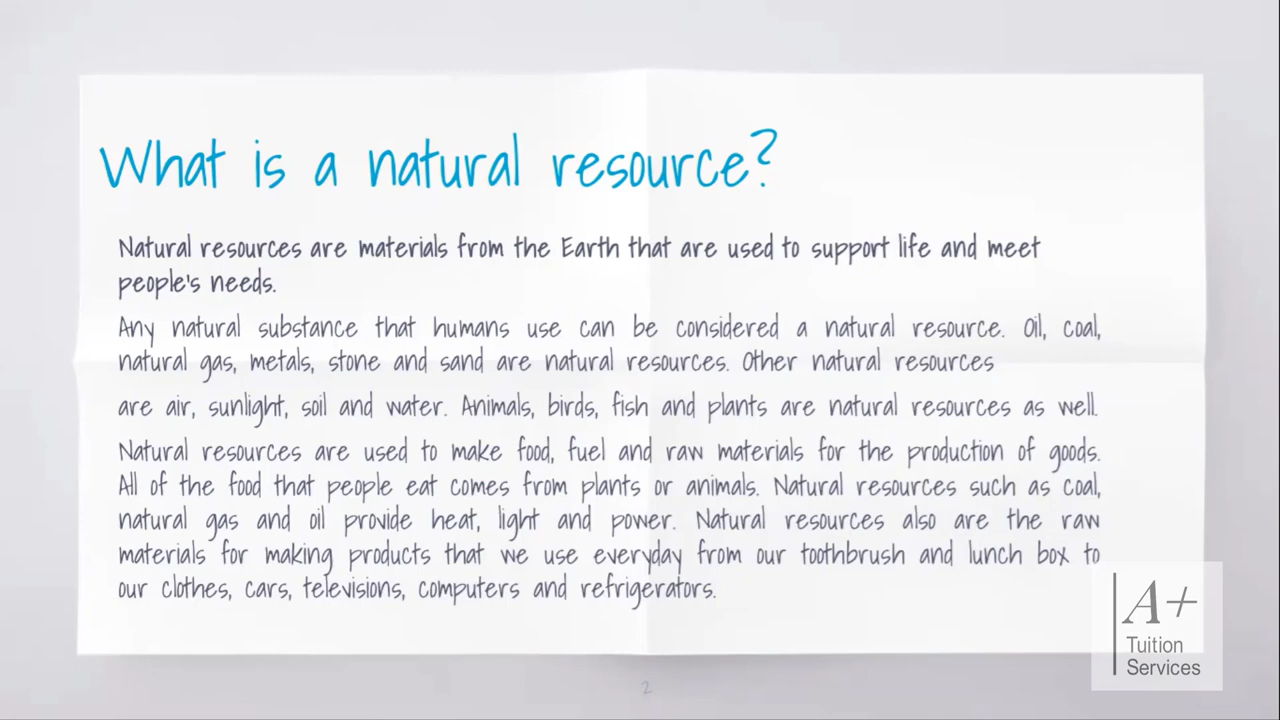 What is a natural resource?
Natural resources are materials from the Earth that are used to support life and meet
people's needs.
Any natural substance that humans use can be considered a natural resource. Oil, coal,
natural gas, metals, stone and sand are natural resources. Other natural resources
are air, sunlight, soil and water. Animals, birds, fish and plants are natural resources as well.
Natural resources are used to make food, fuel and raw materials for the production of goods.
All of the food that people eat comes from plants or animals. Natural resources such as coal,
natural gas and oil provide heat, light and power. Natural resources also are the raw
materials for making products that we use everyday from our toothbrush and lunch box to
our clothes, cars, televisions, computers and refrigerators.
A+
Tuition
Services
2